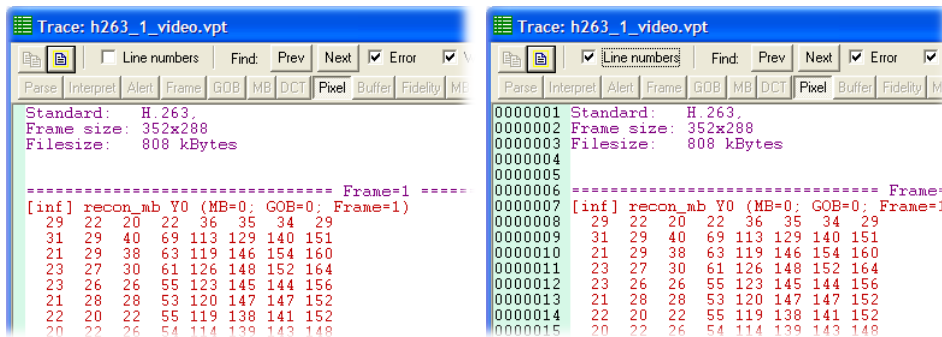 Trace: h263_1_video.vpt
Line numbers Find: Prev Next Error
Parse Interpret Alert Frame GOB MB DCT Pixel Buffer Fidelity
Standard: H.263,
Frame size: 352x288
Filesize: 808 kBytes
================================ Frame=1 =====
[inf] recon_mb Y0 (MB=0; GOB=0; Frame=1)
29 22 20 22 36 35 34 29
31 29 40 69 113 129 140 151
21 29 38 63 119 146 154 160
23 27 30 61 126 148 152 164
23 26 26 55 123 145 144 156
21 28 28 53 120 147 147 152
22 20 22 55 119 138 141 152
20 22 26 54 114 139 143 148
Trace: h263_1_video.vpt
Line numbers Find: Prev Next Error
Parse Interpret Alert Frame GOB MB DCT Pixel Buffer Fidelity
0000001 Standard: H.263,
0000002 Frame size: 352x288
0000003 Filesize: 808 kBytes
0000004
0000005
0000006 ================================ Frame=
0000007 [inf] recon_mb Y0 (MB=0; GOB=0; Frame=1
0000008 29 22 20 22 36 35 34 29
0000009 31 29 40 69 113 129 140 151
0000010 21 29 38 63 119 146 154 160
0000011 23 27 30 61 126 148 152 164
0000012 23 26 26 55 123 145 144 156
0000013 21 28 28 53 120 147 147 152
0000014 22 20 22 55 119 138 141 152
0000015 20 22 26 54 114 139 143 148